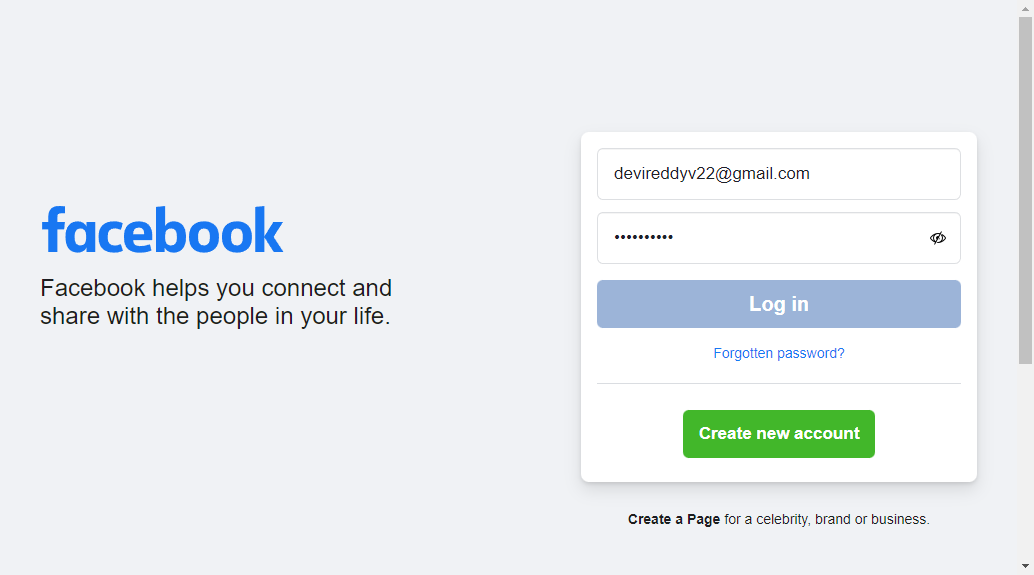 facebook
Facebook helps you connect and
share with the people in your life.
devireddyv22@gmail.com
••••••••••
Log in
Forgotten password?
Create new account
Create a Page for a celebrity, brand or business.